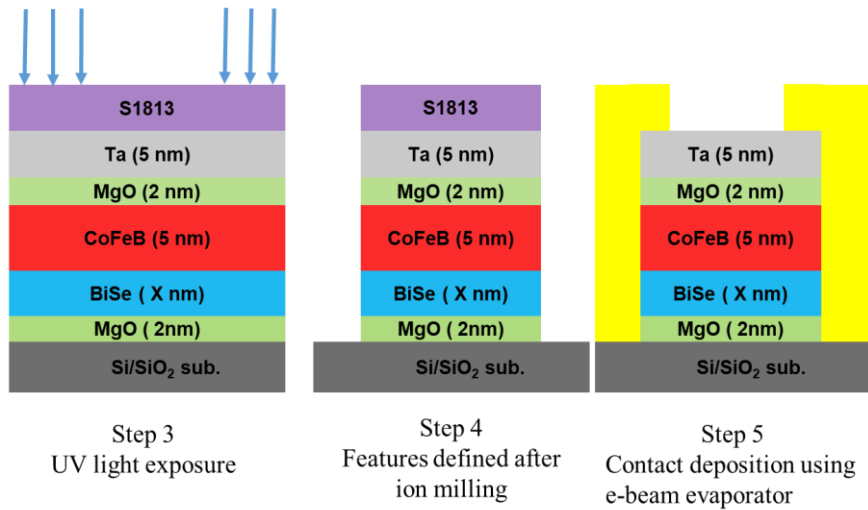 S1813
Ta (5 nm)
MgO (2 nm)
CoFeB (5 nm)
BiSe ( X nm)
MgO ( 2nm)
Si/SiO₂ sub.
Step 3
UV light exposure
S1813
Ta (5 nm)
MgO (2 nm)
CoFeB (5 nm)
BiSe ( X nm)
MgO ( 2nm)
Si/SiO₂ sub.
Step 4
Features defined after
ion milling
Ta (5 nm)
MgO (2 nm)
CoFeB (5 nm)
BiSe ( X nm)
MgO ( 2nm)
Si/SiO₂ sub.
Step 5
Contact deposition using
e-beam evaporator